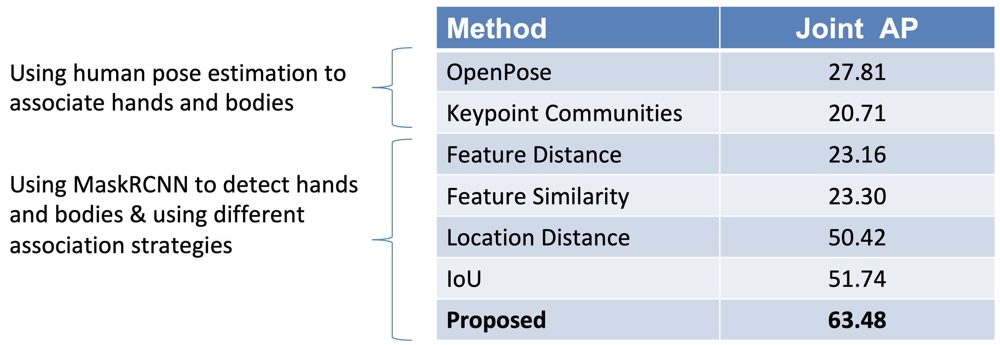 Method Joint AP
Using human pose estimation to
associate hands and bodies
OpenPose 27.81
Keypoint Communities 20.71
Using MaskRCNN to detect hands
and bodies & using different
association strategies
Feature Distance 23.16
Feature Similarity 23.30
Location Distance 50.42
IoU 51.74
Proposed 63.48